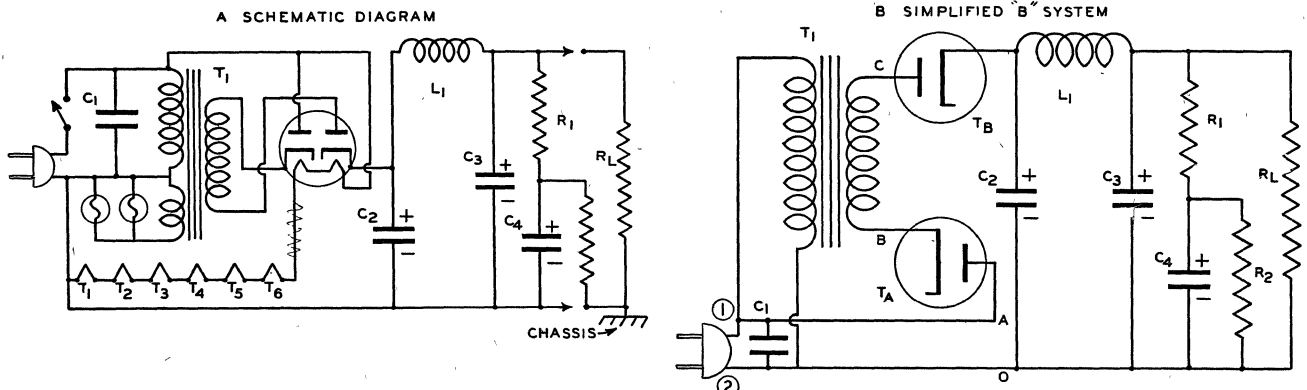 A SCHEMATIC DIAGRAM
C1
T1
L1
C2
+
−
C3
+
−
R1
C4
+
−
RL
T1 T2 T3 T4 T5 T6
CHASSIS
B SIMPLIFIED "B" SYSTEM
T1
C
B
TB
TA
L1
C2
+
−
C3
+
−
R1
C4
+
−
R2
RL
1
C1
A
2
O